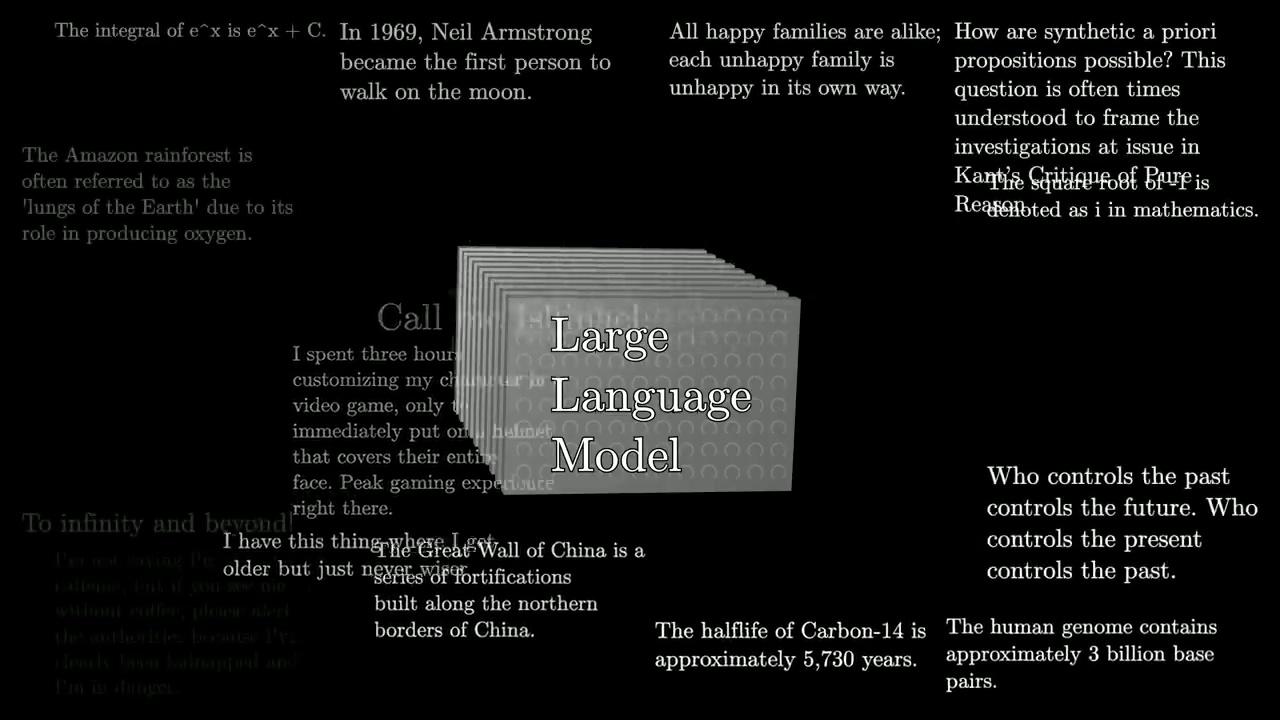 The integral of e^x is e^x + C.
In 1969, Neil Armstrong
became the first person to
walk on the moon.
All happy families are alike;
each unhappy family is
unhappy in its own way.
How are synthetic a priori
propositions possible? This
question is often times
understood to frame the
investigations at issue in
Kant's Critique of Pure
Reason
The square root of -1 is
denoted as i in mathematics.
The Amazon rainforest is
often referred to as the
'lungs of the Earth' due to its
role in producing oxygen.
Call
I spent three hours
customizing my character in
video game, only to
immediately put on a helmet
that covers their entire
face. Peak gaming experience
right there.
Large
Language
Model
Who controls the past
controls the future. Who
controls the present
controls the past.
To infinity and beyond!
I'm not saying I'm
caffeine, but if you see me
without coffee, please alert
the authorities because I've
clearly been kidnapped and
I'm in danger.
I have this thing where I get
older but just never wiser
The Great Wall of China is a
series of fortifications
built along the northern
borders of China.
The halflife of Carbon-14 is
approximately 5,730 years.
The human genome contains
approximately 3 billion base
pairs.